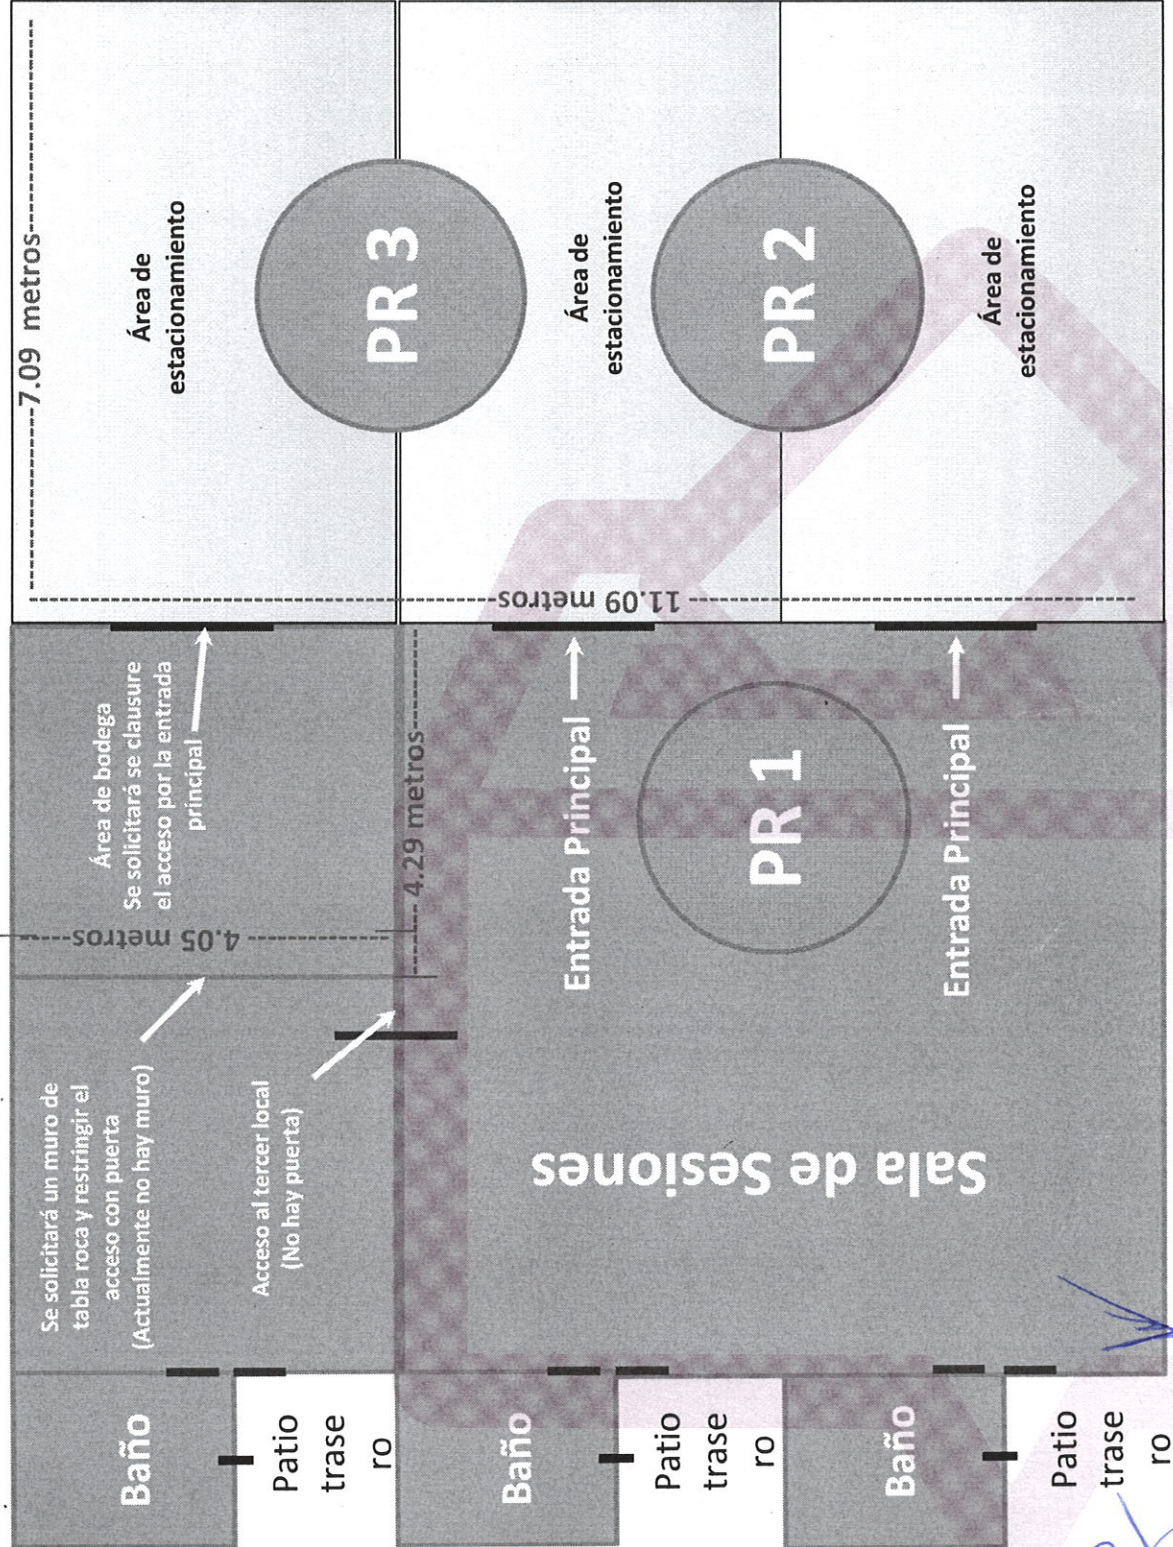 Patio
trase
ro
Baño
Patio
trase
ro
Baño
Patio
trase
ro
Baño
Se solicitará un muro de
tabla roca y restringir el
acceso con puerta
(Actualmente no hay muro)
Acceso al tercer local
(No hay puerta)
Sala de Sesiones
4.05 metros
4.29 metros
Área de bodega
Se solicitará se clausure
el acceso por la entrada
principal
Entrada Principal
PR 1
Entrada Principal
11.09 metros
7.09 metros
Área de
estacionamiento
PR 3
Área de
estacionamiento
PR 2
Área de
estacionamiento